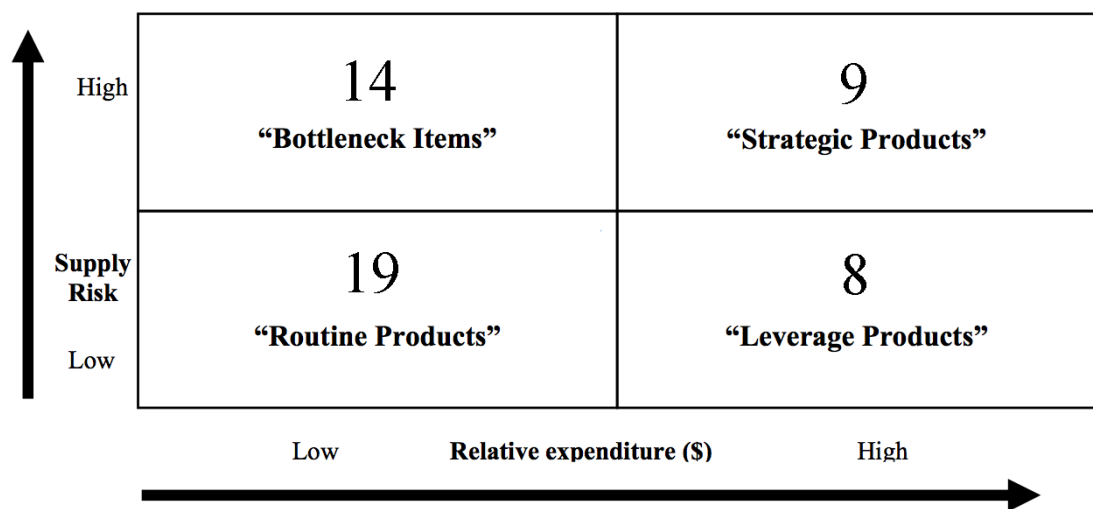 High
14
“Bottleneck Items”
9
“Strategic Products”
Supply
Risk
Low
19
“Routine Products”
8
“Leverage Products”
Low
Relative expenditure ($)
High